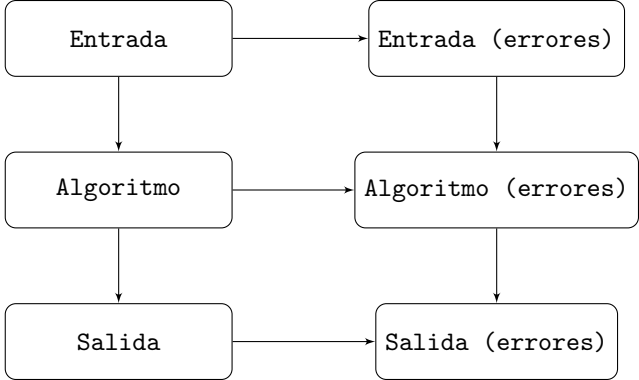 Entrada
Entrada (errores)
Algoritmo
Algoritmo (errores)
Salida
Salida (errores)